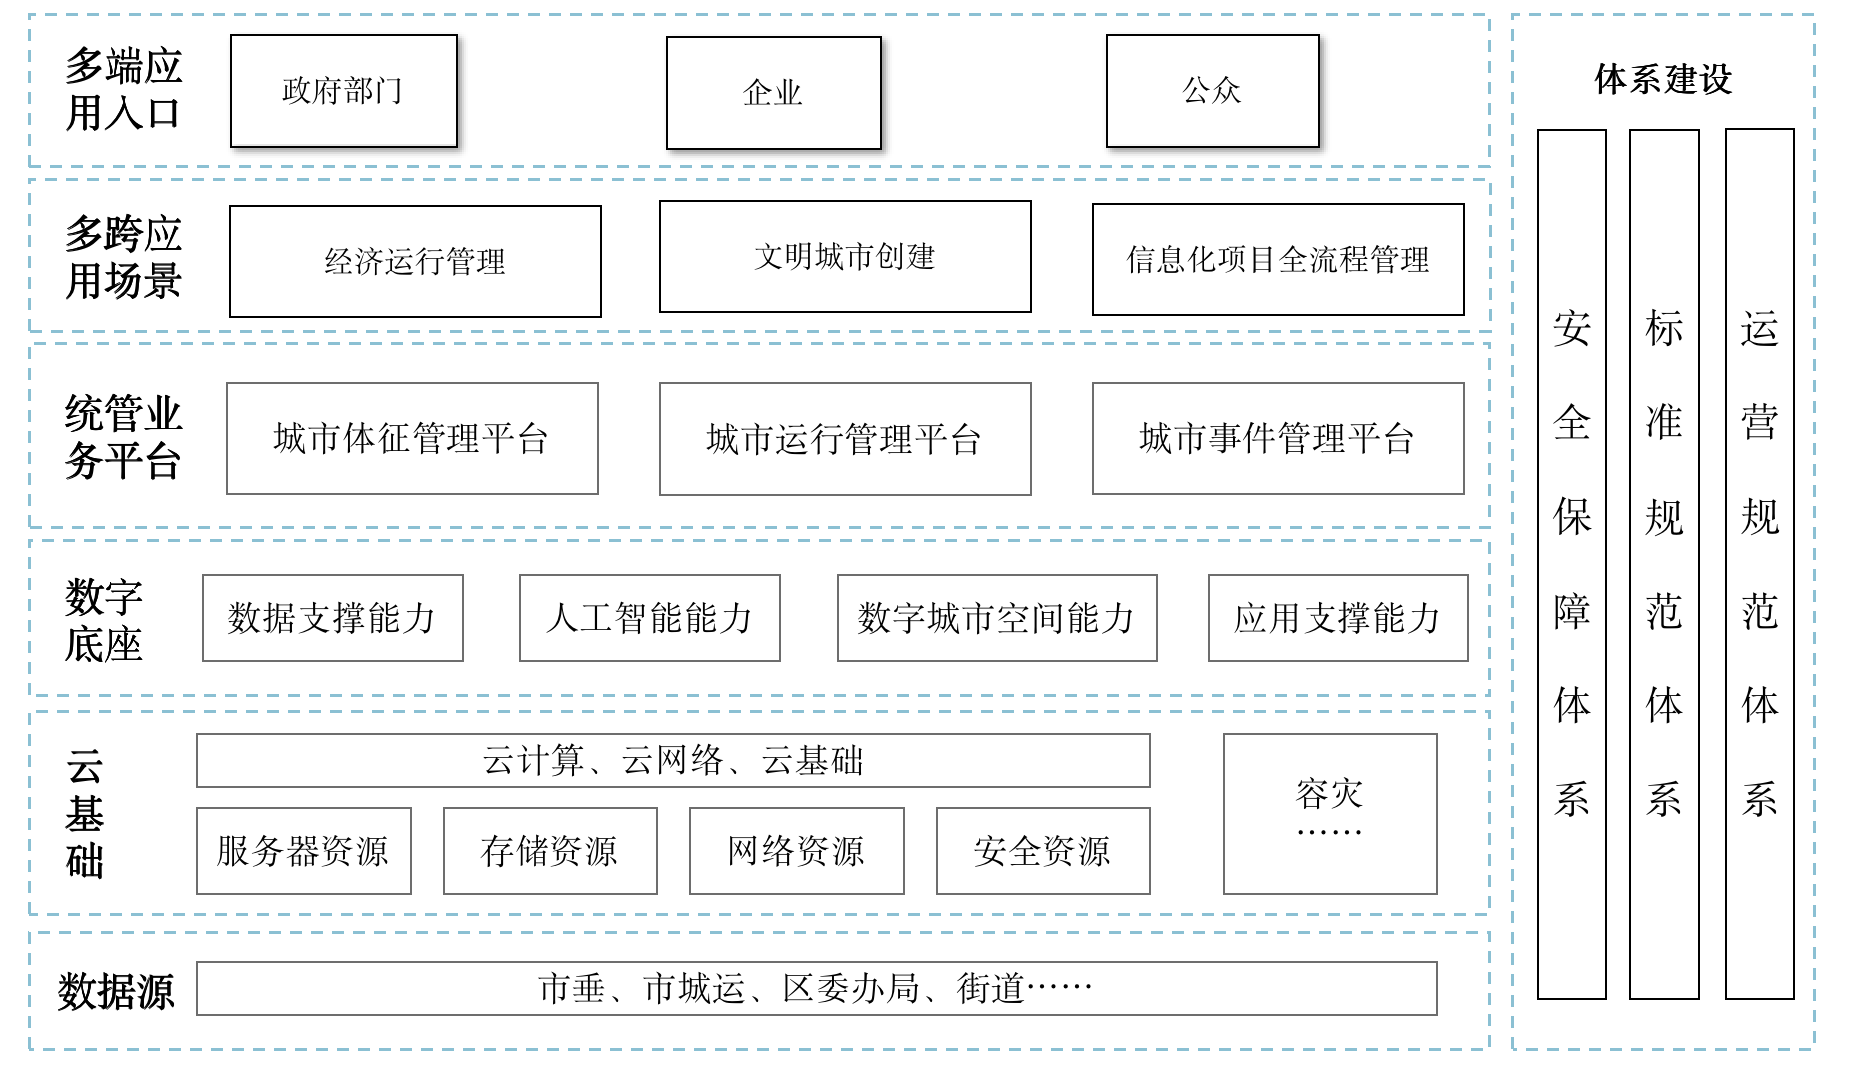 多端应
用入口
政府部门
企业
公众
多跨应
用场景
经济运行管理
文明城市创建
信息化项目全流程管理
统管业
务平台
城市体征管理平台
城市运行管理平台
城市事件管理平台
数字
底座
数据支撑能力
人工智能能力
数字城市空间能力
应用支撑能力
云
基
础
云计算、云网络、云基础
服务器资源
存储资源
网络资源
安全资源
容灾
……
数据源
市垂、市城运、区委办局、街道……
体系建设
安全保障体系
标准规范体系
运营规范体系